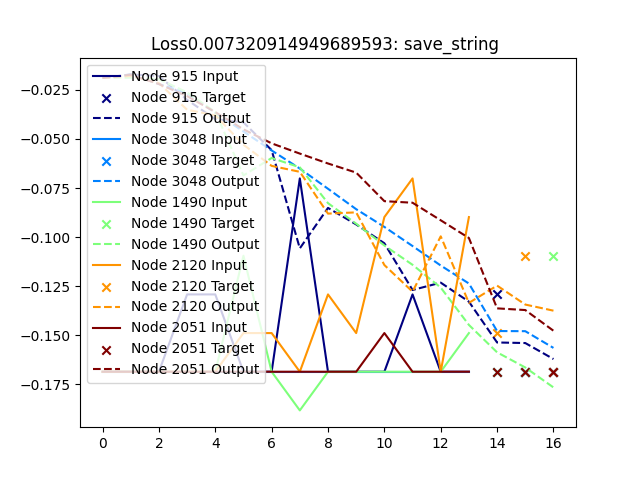 Loss0.007320914949689593: save_string
Node 915 Input
Node 915 Target
Node 915 Output
Node 3048 Input
Node 3048 Target
Node 3048 Output
Node 1490 Input
Node 1490 Target
Node 1490 Output
Node 2120 Input
Node 2120 Target
Node 2120 Output
Node 2051 Input
Node 2051 Target
Node 2051 Output
−0.025
−0.050
−0.075
−0.100
−0.125
−0.150
−0.175
0 2 4 6 8 10 12 14 16